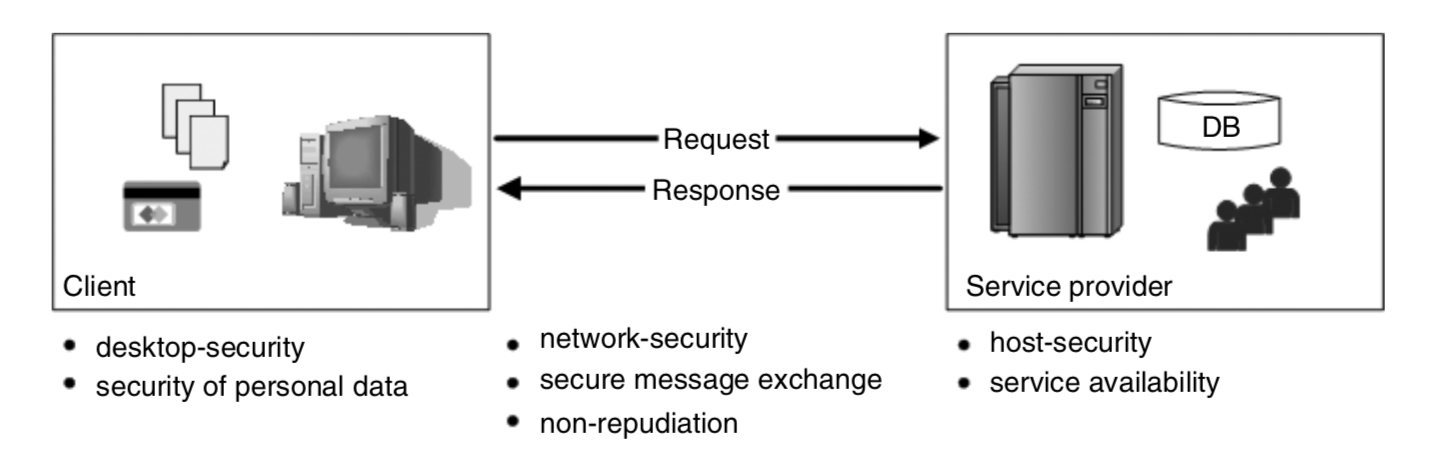 Request
Response
DB
Client
Service provider
• desktop-security
• security of personal data
• network-security
• secure message exchange
• non-repudiation
• host-security
• service availability